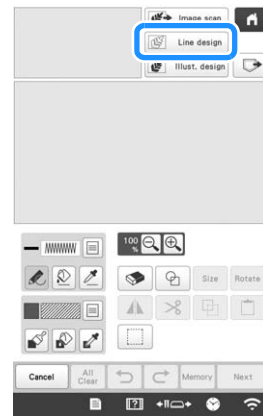 Image scan
Line design
Illust. design
100 %
Size Rotate
Cancel All Clear Memory Next